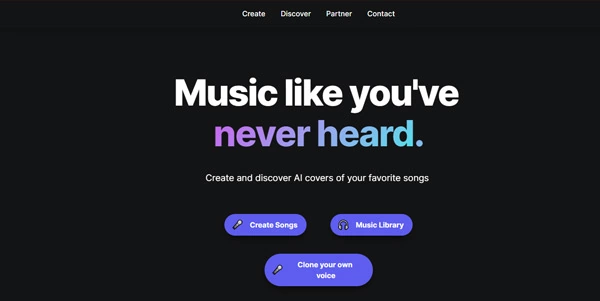 Create Discover Partner Contact
Music like you've
never heard.
Create and discover AI covers of your favorite songs
Create Songs Music Library
Clone your own
voice